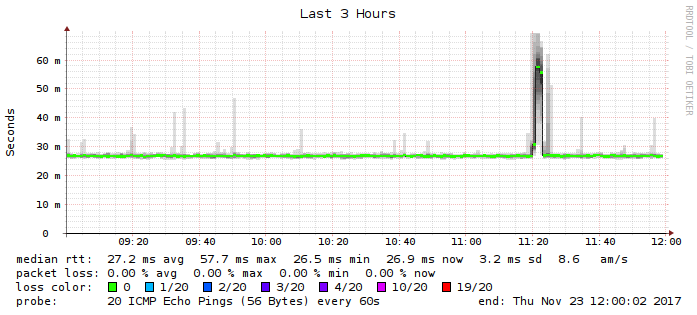 Last 3 Hours
RRDTOOL / TOBI OETIKER
Seconds
60 m
50 m
40 m
30 m
20 m
10 m
0
09:20 09:40 10:00 10:20 10:40 11:00 11:20 11:40 12:00
median rtt: 27.2 ms avg 57.7 ms max 26.5 ms min 26.9 ms now 3.2 ms sd 8.6 am/s
packet loss: 0.00 % avg 0.00 % max 0.00 % min 0.00 % now
loss color: 0 1/20 2/20 3/20 4/20 10/20 19/20
probe: 20 ICMP Echo Pings (56 Bytes) every 60s end: Thu Nov 23 12:00:02 2017